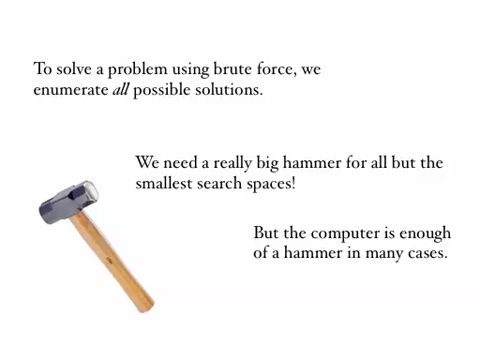 To solve a problem using brute force, we
enumerate all possible solutions.
We need a really big hammer for all but the
smallest search spaces!
But the computer is enough
of a hammer in many cases.